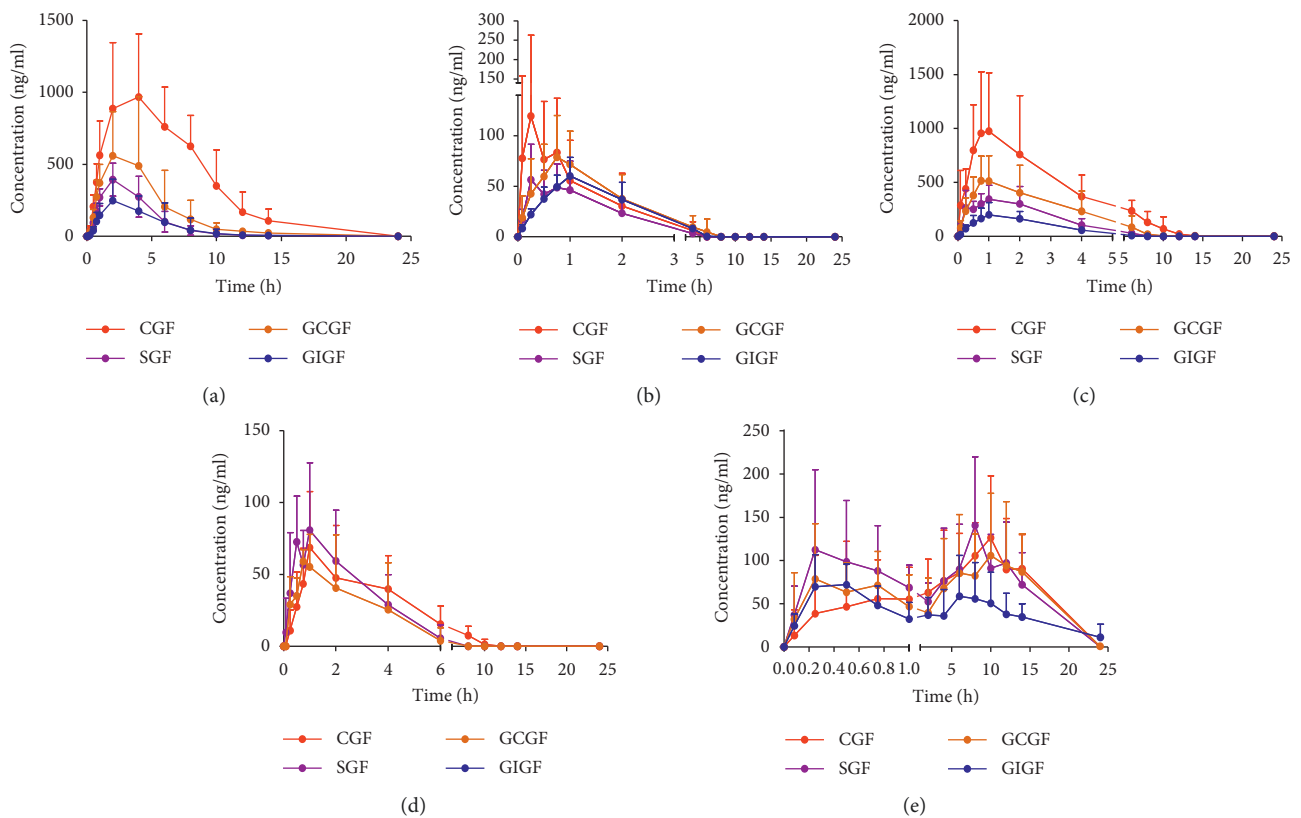 1500
1000
500
0
Concentration (ng/ml)
0 5 10 15 20 25
Time (h)
CGF GCGF
SGF GIGF
(a)
300
250
200
150
100
50
0
Concentration (ng/ml)
0 1 2 3 5 10 15 20 25
Time (h)
CGF GCGF
SGF GIGF
(b)
2000
1500
1000
500
0
Concentration (ng/ml)
0 1 2 3 4 5 5 10 15 20 25
Time (h)
CGF GCGF
SGF GIGF
(c)
150
100
50
0
Concentration (ng/ml)
0 2 4 6 10 15 20 25
Time (h)
CGF GCGF
SGF GIGF
(d)
250
200
150
100
50
0
Concentration (ng/ml)
0.0 0.2 0.4 0.6 0.8 1.0 5 10 15 20 25
Time (h)
CGF GCGF
SGF GIGF
(e)